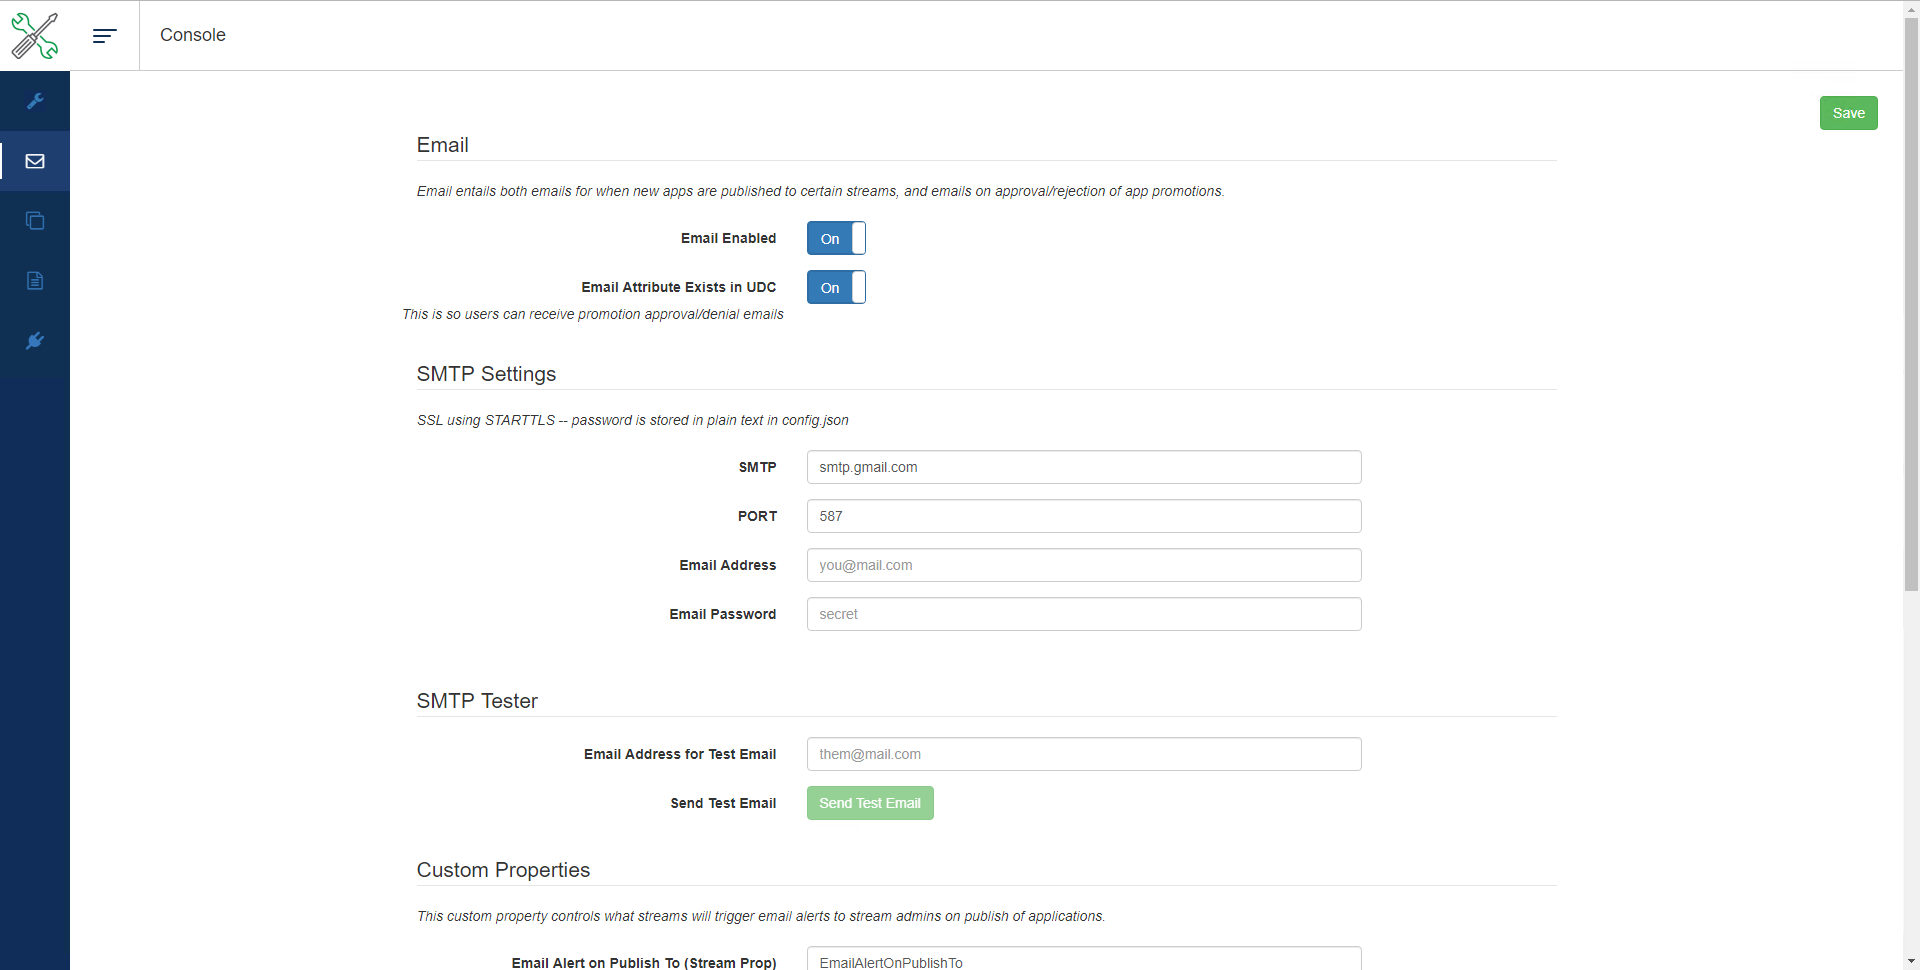 Console
Save
Email
Email entails both emails for when new apps are published to certain streams, and emails on approval/rejection of app promotions.
Email Enabled On
Email Attribute Exists in UDC On
This is so users can receive promotion approval/denial emails
SMTP Settings
SSL using STARTTLS -- password is stored in plain text in config.json
SMTP smtp.gmail.com
PORT 587
Email Address you@mail.com
Email Password secret
SMTP Tester
Email Address for Test Email them@mail.com
Send Test Email Send Test Email
Custom Properties
This custom property controls what streams will trigger email alerts to stream admins on publish of applications.
Email Alert on Publish To (Stream Prop) EmailAlertOnPublishTo